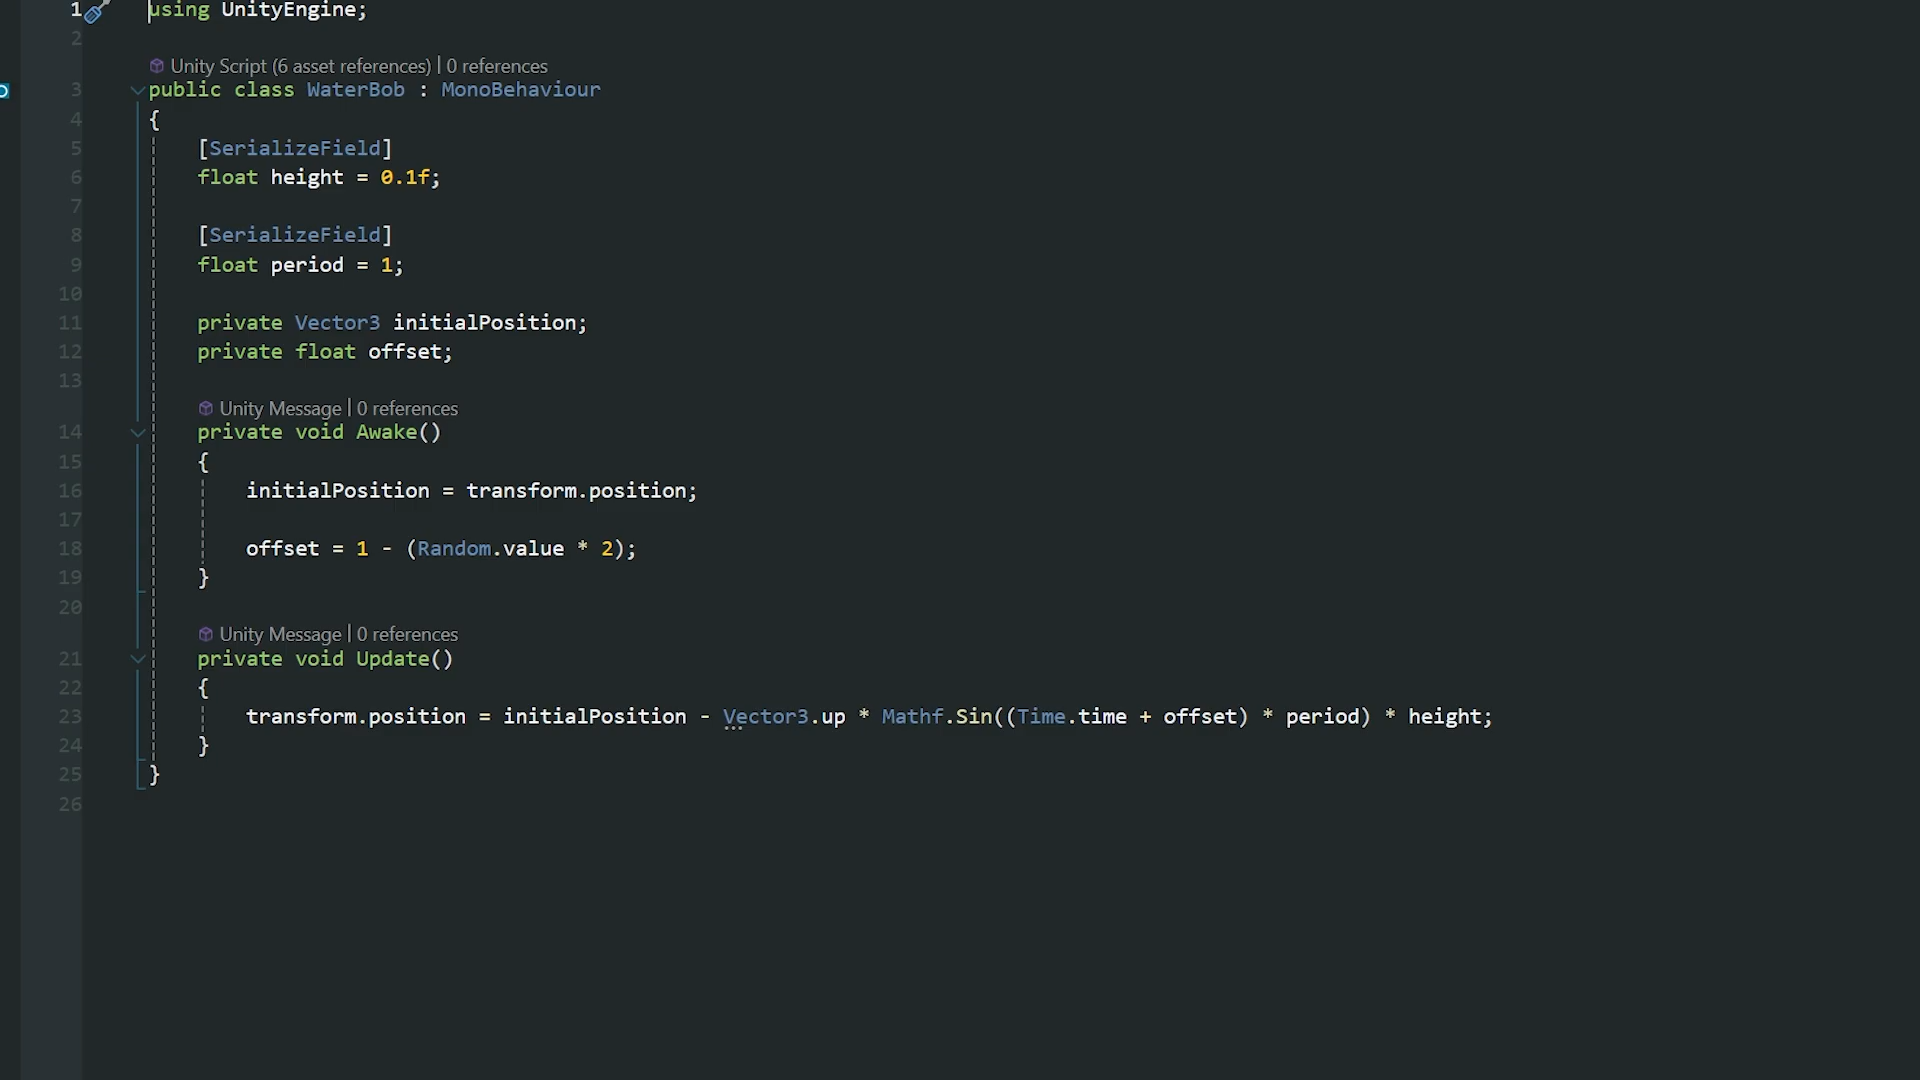 1 using UnityEngine;
2
Unity Script (6 asset references) | 0 references
3 public class WaterBob : MonoBehaviour
4 {
5 [SerializeField]
6 float height = 0.1f;
7
8 [SerializeField]
9 float period = 1;
10
11 private Vector3 initialPosition;
12 private float offset;
13
Unity Message | 0 references
14 private void Awake()
15 {
16 initialPosition = transform.position;
17
18 offset = 1 - (Random.value * 2);
19 }
20
Unity Message | 0 references
21 private void Update()
22 {
23 transform.position = initialPosition - Vector3.up * Mathf.Sin((Time.time + offset) * period) * height;
24 }
25 }
26